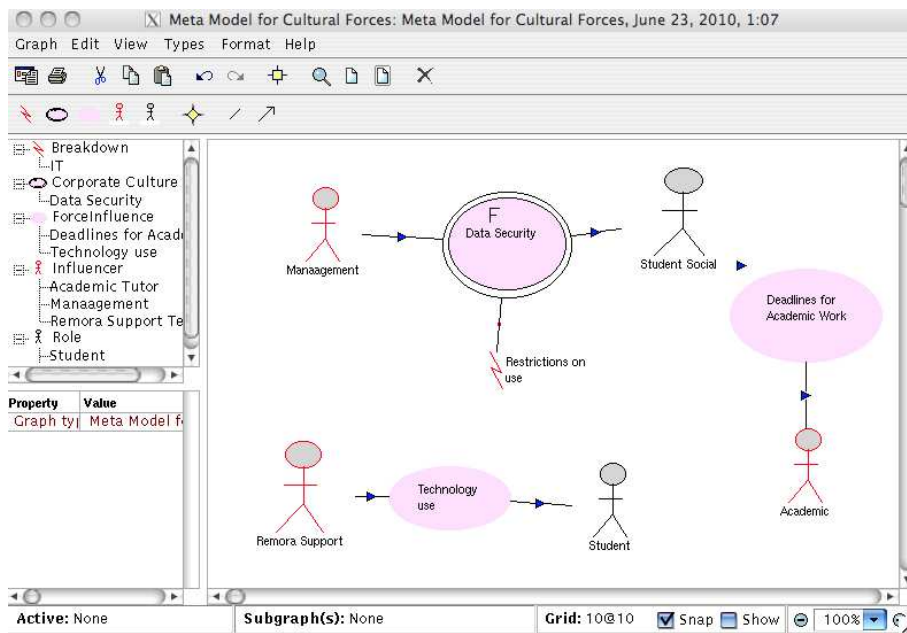 Meta Model for Cultural Forces: Meta Model for Cultural Forces, June 23, 2010, 1:07
Graph Edit View Types Format Help
Breakdown
IT
Corporate Culture
Data Security
ForceInfluence
Deadlines for Acad
Technology use
Influencer
Academic Tutor
Manaagement
Remora Support Te
Role
Student
Property Value
Graph typ Meta Model fo
Manaagement
F
Data Security
Student Social
Deadlines for
Academic Work
Restrictions on
use
Remora Support
Technology
use
Student
Academic
Active: None Subgraph(s): None Grid: 10@10 Snap Show 100%